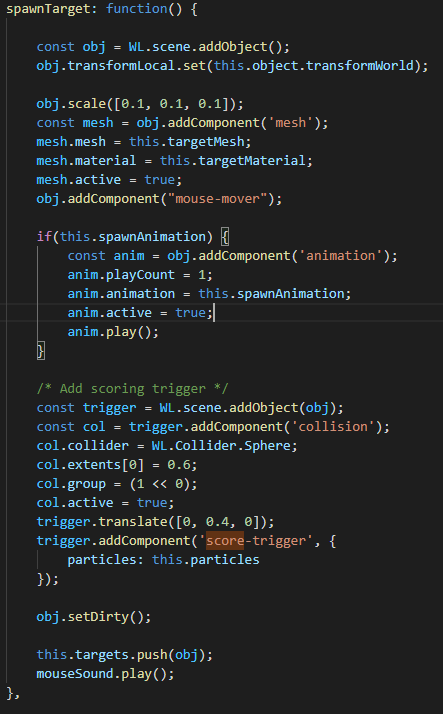 spawnTarget: function() {
const obj = WL.scene.addObject();
obj.transformLocal.set(this.object.transformWorld);
obj.scale([0.1, 0.1, 0.1]);
const mesh = obj.addComponent('mesh');
mesh.mesh = this.targetMesh;
mesh.material = this.targetMaterial;
mesh.active = true;
obj.addComponent("mouse-mover");
if(this.spawnAnimation) {
const anim = obj.addComponent('animation');
anim.playCount = 1;
anim.animation = this.spawnAnimation;
anim.active = true;
anim.play();
}
/* Add scoring trigger */
const trigger = WL.scene.addObject(obj);
const col = trigger.addComponent('collision');
col.collider = WL.Collider.Sphere;
col.extents[0] = 0.6;
col.group = (1 << 0);
col.active = true;
trigger.translate([0, 0.4, 0]);
trigger.addComponent('score-trigger', {
particles: this.particles
});
obj.setDirty();
this.targets.push(obj);
mouseSound.play();
},